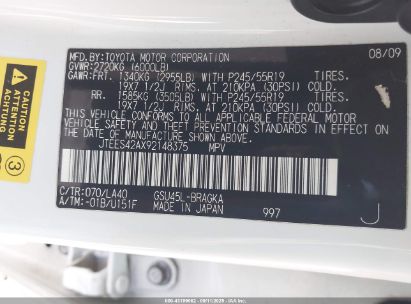 MFD.BY:TOYOTA MOTOR CORPORATION 08/09
GVWR:2720KG (6000LB)
GAWR:FRT. 1340KG (2955LB) WITH P245/55R19 TIRES.
19X7 1/2J RIMS. AT 210KPA (30PSI) COLD.
RR. 1585KG (3505LB) WITH P245/55R19 TIRES.
19X7 1/2J RIMS. AT 210KPA (30PSI) COLD.
THIS VEHICLE CONFORMS TO ALL APPLICABLE FEDERAL MOTOR
VEHICLE SAFETY AND BUMPER STANDARDS IN EFFECT ON THE
DATE OF MANUFACTURE SHOWN ABOVE.
JTEES42AX92148375 MPV
C/TR:070/LA40 GSU45L-BRAGKA
A/TM:-01B/U151F MADE IN JAPAN 997 J
ATTENTION
ACHTUNG
3